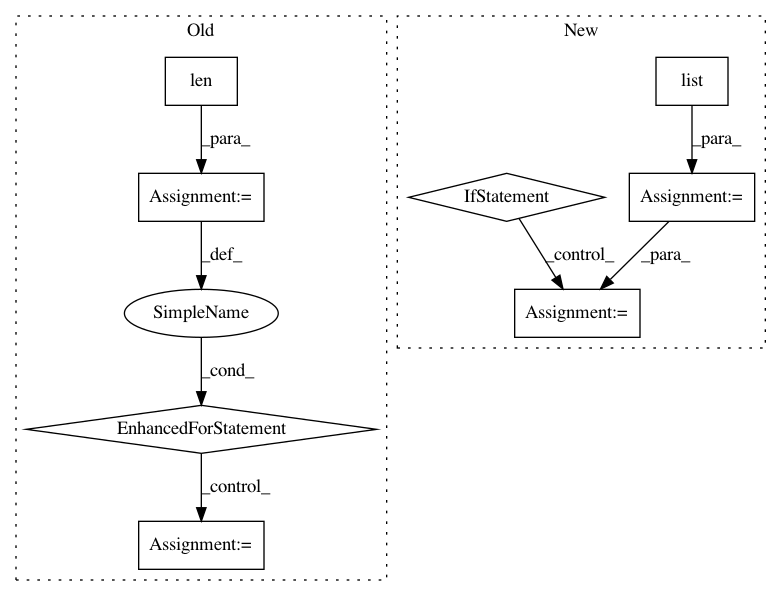 Old
New
len
list
_para_
_para_
Assignment:=
IfStatement
Assignment:=
_def_
_control_
_para_
SimpleName
Assignment:=
_cond_
EnhancedForStatement
_control_
Assignment:=